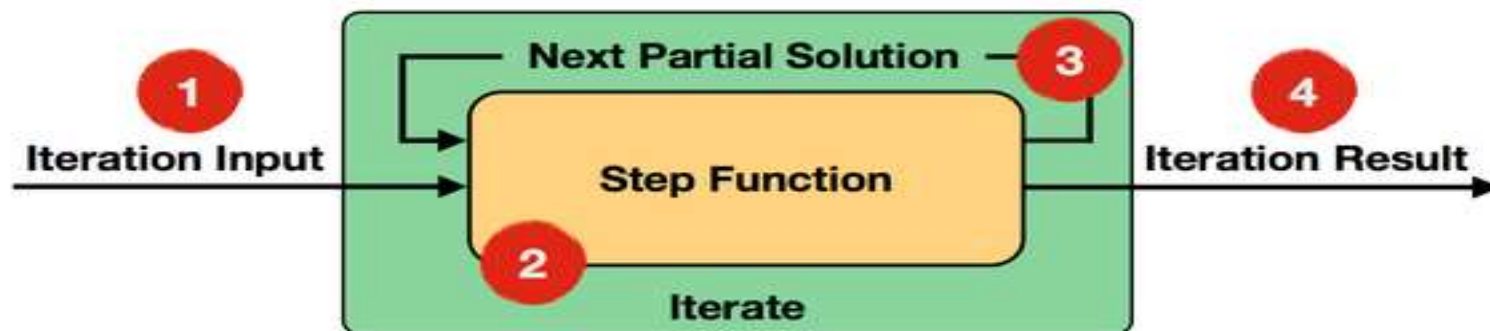 Next Partial Solution
3
1
4
Iteration Input
Iteration Result
Step Function
2
Iterate